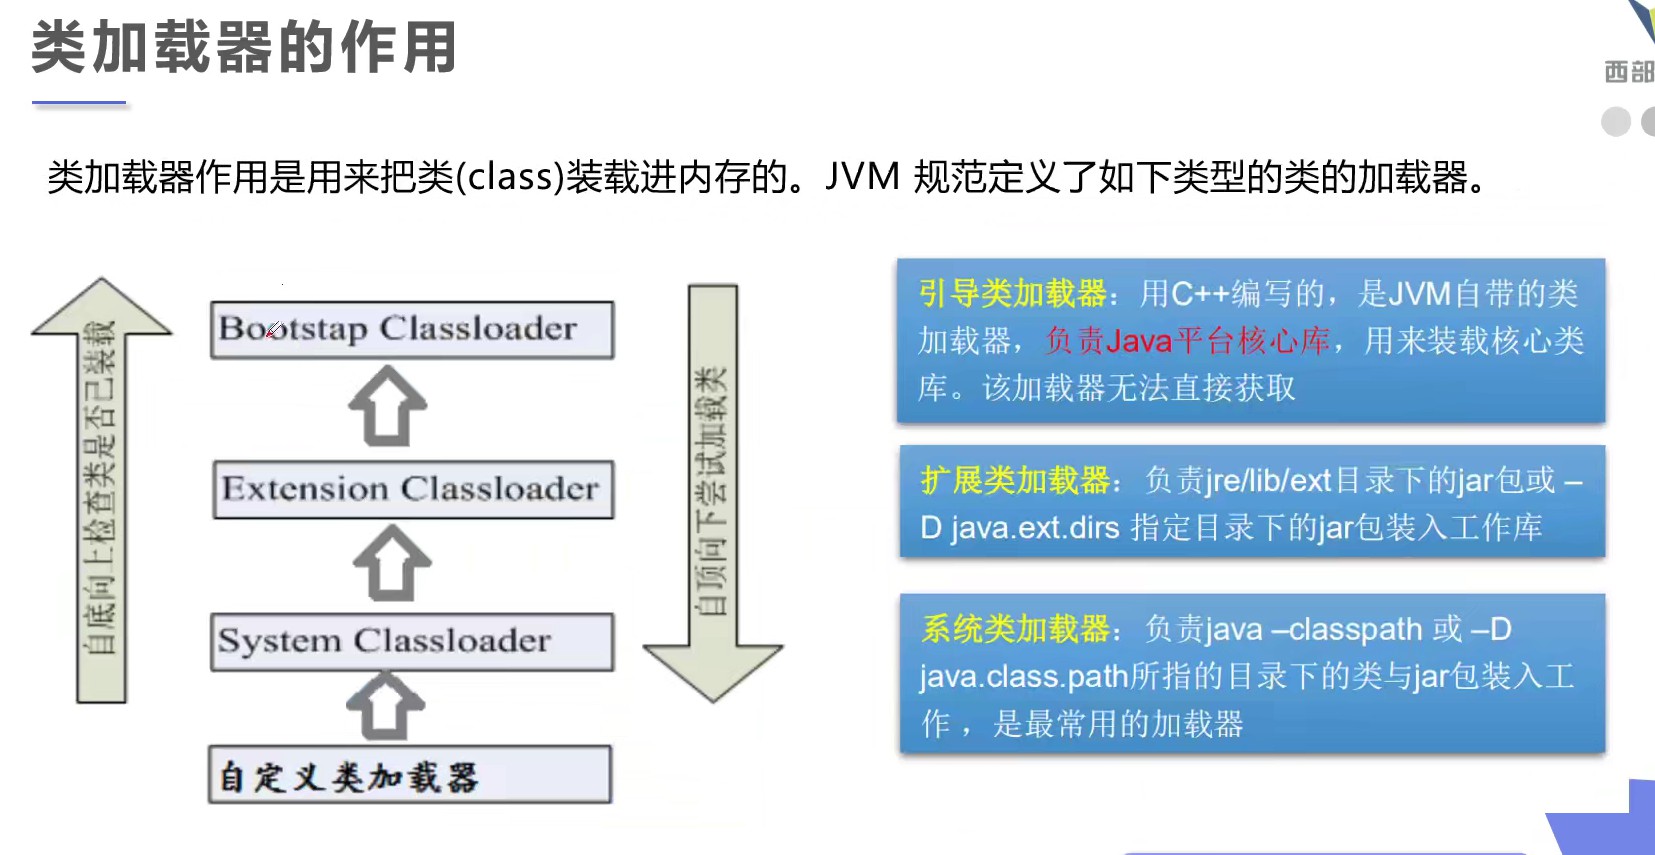 类加载器的作用
西部
类加载器作用是用来把类(class)装载进内存的。JVM 规范定义了如下类型的类的加载器。
自底向上检查类是否已装载
Bootstap Classloader
Extension Classloader
System Classloader
自定义类加载器
自顶向下尝试加载类
引导类加载器：用C++编写的，是JVM自带的类
加载器，负责Java平台核心库，用来装载核心类
库。该加载器无法直接获取
扩展类加载器：负责jre/lib/ext目录下的jar包或 –
D java.ext.dirs 指定目录下的jar包装入工作库
系统类加载器：负责java –classpath 或 –D
java.class.path所指的目录下的类与jar包装入工
作 ，是最常用的加载器